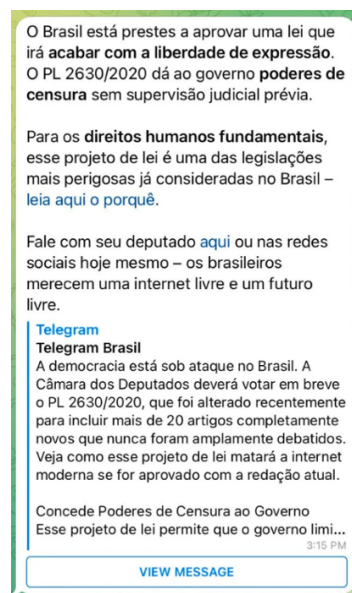 O Brasil está prestes a aprovar uma lei que
irá acabar com a liberdade de expressão.
O PL 2630/2020 dá ao governo poderes de
censura sem supervisão judicial prévia.
Para os direitos humanos fundamentais,
esse projeto de lei é uma das legislações
mais perigosas já consideradas no Brasil –
leia aqui o porquê.
Fale com seu deputado aqui ou nas redes
sociais hoje mesmo – os brasileiros
merecem uma internet livre e um futuro
livre.
Telegram
Telegram Brasil
A democracia está sob ataque no Brasil. A
Câmara dos Deputados deverá votar em breve
o PL 2630/2020, que foi alterado recentemente
para incluir mais de 20 artigos completamente
novos que nunca foram amplamente debatidos.
Veja como esse projeto de lei matará a internet
moderna se for aprovado com a redação atual.
Concede Poderes de Censura ao Governo
Esse projeto de lei permite que o governo limi...
3:15 PM
VIEW MESSAGE